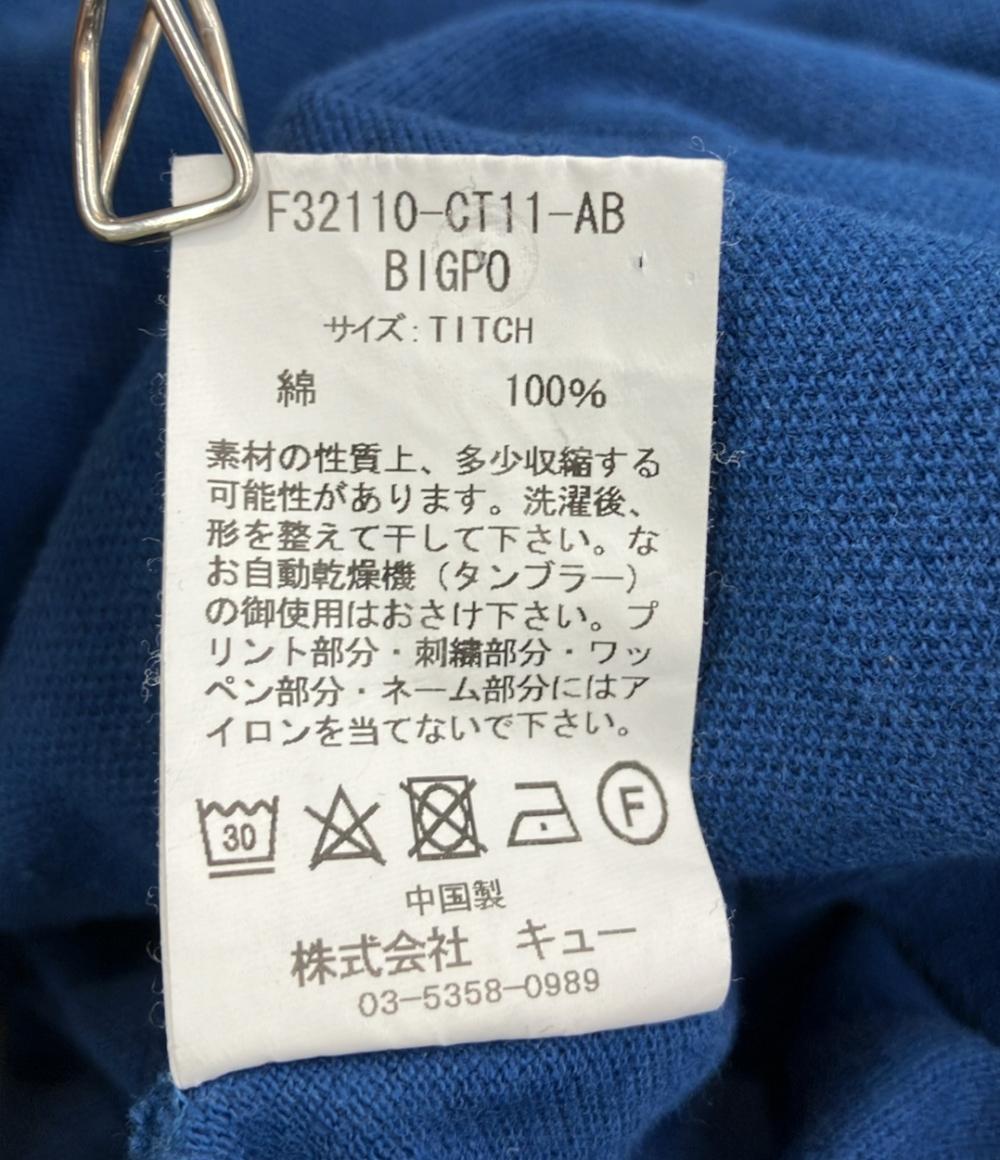 F32110-CT11-AB
BIGPO
サイズ:TITCH
綿 100%
素材の性質上、多少収縮する
可能性があります。洗濯後、
形を整えて干して下さい。な
お自動乾燥機（タンブラー）
の御使用はおさけ下さい。プ
リント部分・刺繍部分・ワッ
ペン部分・ネーム部分にはア
イロンを当てないで下さい。
30 F
中国製
株式会社 キュー
03-5358-0989